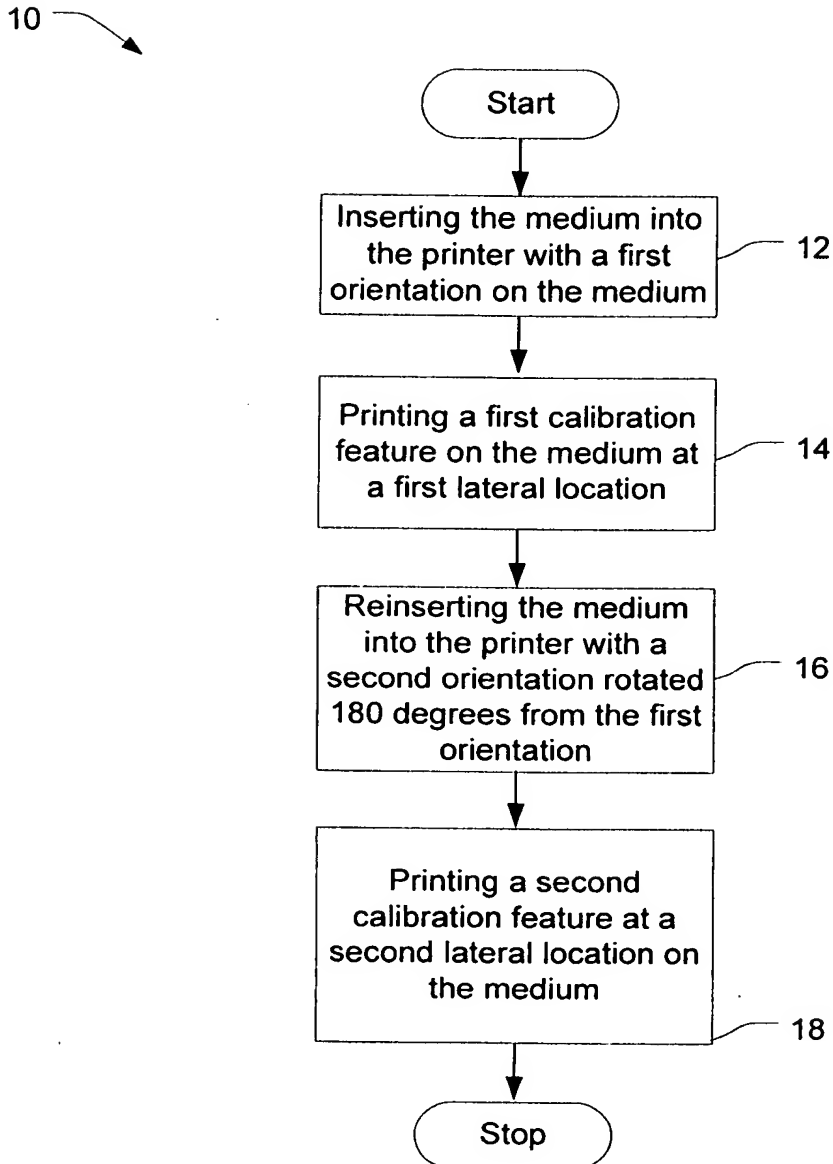 10
Start
Inserting the medium into
the printer with a first
orientation on the medium
12
Printing a first calibration
feature on the medium at
a first lateral location
14
Reinserting the medium
into the printer with a
second orientation rotated
180 degrees from the first
orientation
16
Printing a second
calibration feature at a
second lateral location on
the medium
18
Stop